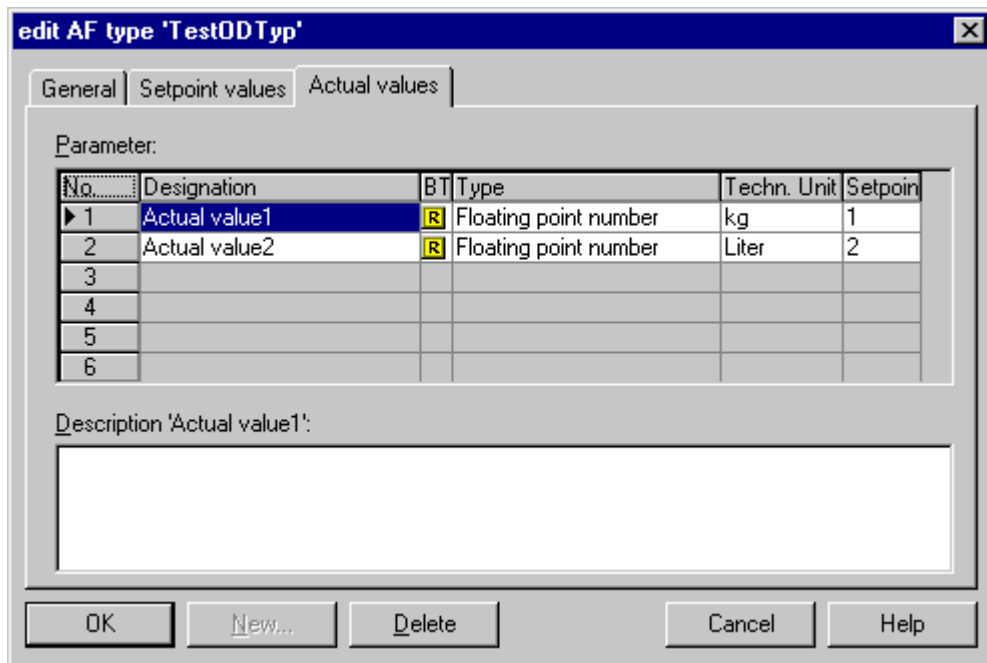 edit AF type 'TestODTyp'
General Setpoint values Actual values
Parameter:
No. Designation BT Type Techn. Unit Setpoin
1 Actual value1 R Floating point number kg 1
2 Actual value2 R Floating point number Liter 2
3
4
5
6
Description 'Actual value1':
OK New... Delete Cancel Help